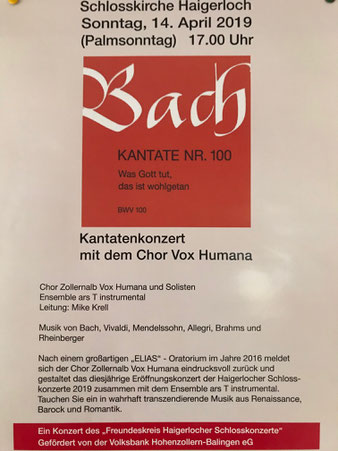 Schlosskirche Haigerloch
Sonntag, 14. April 2019
(Palmsonntag) 17.00 Uhr
Bach
KANTATE NR. 100
Was Gott tut,
das ist wohlgetan
BWV 100
Kantatenkonzert
mit dem Chor Vox Humana
Chor Zollernalb Vox Humana und Solisten
Ensemble ars T instrumental
Leitung: Mike Krell
Musik von Bach, Vivaldi, Mendelssohn, Allegri, Brahms und
Rheinberger
Nach einem großartigen „ELIAS“ - Oratorium im Jahre 2016 meldet
sich der Chor Zollernalb Vox Humana eindrucksvoll zurück und
gestaltet das diesjährige Eröffnungskonzert der Haigerlocher Schloss-
konzerte 2019 zusammen mit dem Ensemble ars T instrumental.
Tauchen Sie ein in wahrhaft transzendierende Musik aus Renaissance,
Barock und Romantik.
Ein Konzert des „Freundeskreis Haigerlocher Schlosskonzerte“
Gefördert von der Volksbank Hohenzollern-Balingen eG